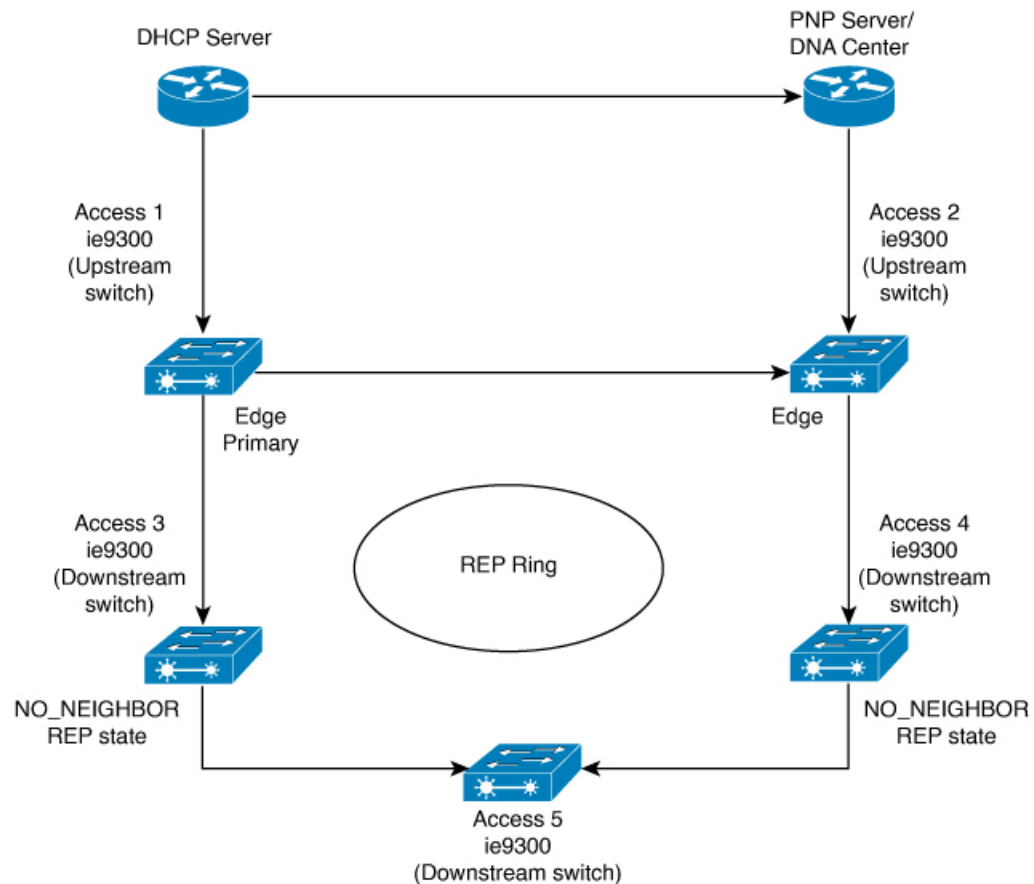 DHCP Server
PNP Server/
DNA Center
Access 1
ie9300
(Upstream
switch)
Access 2
ie9300
(Upstream
switch)
Edge
Primary
Edge
Access 3
ie9300
(Downstream
switch)
REP Ring
Access 4
ie9300
(Downstream
switch)
NO_NEIGHBOR
REP state
NO_NEIGHBOR
REP state
Access 5
ie9300
(Downstream switch)